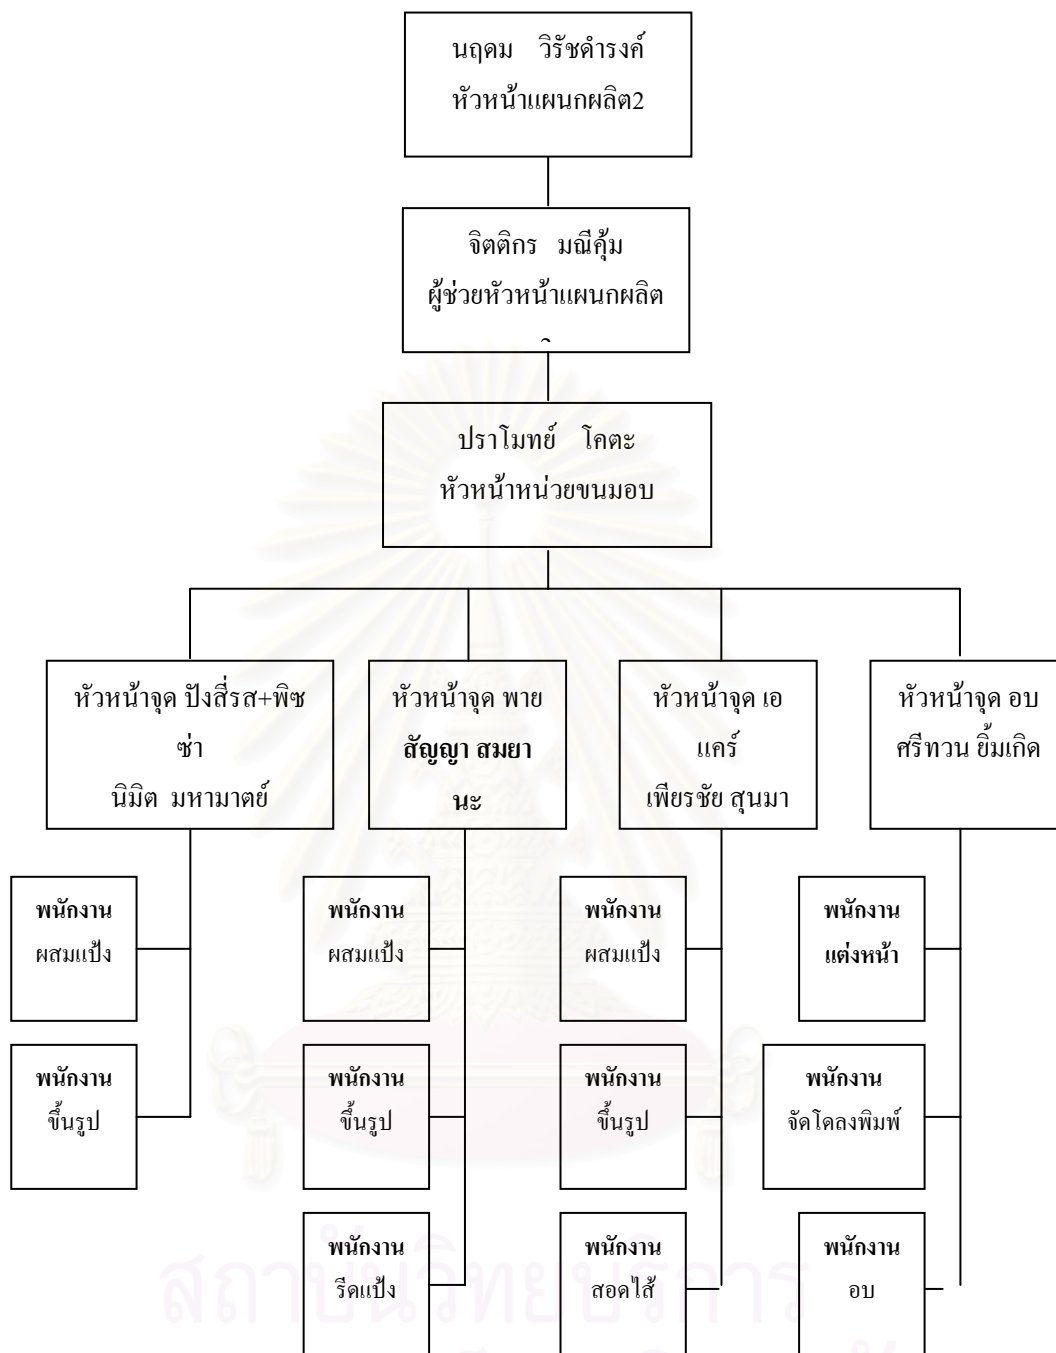 นฤดม วิรัชดำรงค์
หัวหน้าแผนกผลิต2
จิตติกร มณีคุ้ม
ผู้ช่วยหัวหน้าแผนกผลิต
ปราโมทย์ โคตะ
หัวหน้าหน่วยขนมอบ
หัวหน้าจุด ปังสี่รส+พิซ
ซ่า
นิมิต มหามาตย์
หัวหน้าจุด พาย
สัญญา สมยา
นะ
หัวหน้าจุด เอ
แคร์
เพียรชัย สุนมา
หัวหน้าจุด อบ
ศรีทวน ยิ้มเกิด
พนักงาน
ผสมแป้ง
พนักงาน
ผสมแป้ง
พนักงาน
ผสมแป้ง
พนักงาน
แต่งหน้า
พนักงาน
ขึ้นรูป
พนักงาน
ขึ้นรูป
พนักงาน
ขึ้นรูป
พนักงาน
จัดโดลงพิมพ์
พนักงาน
รีดแป้ง
พนักงาน
สอดไส้
พนักงาน
อบ
สถาบันวิทยบริการ